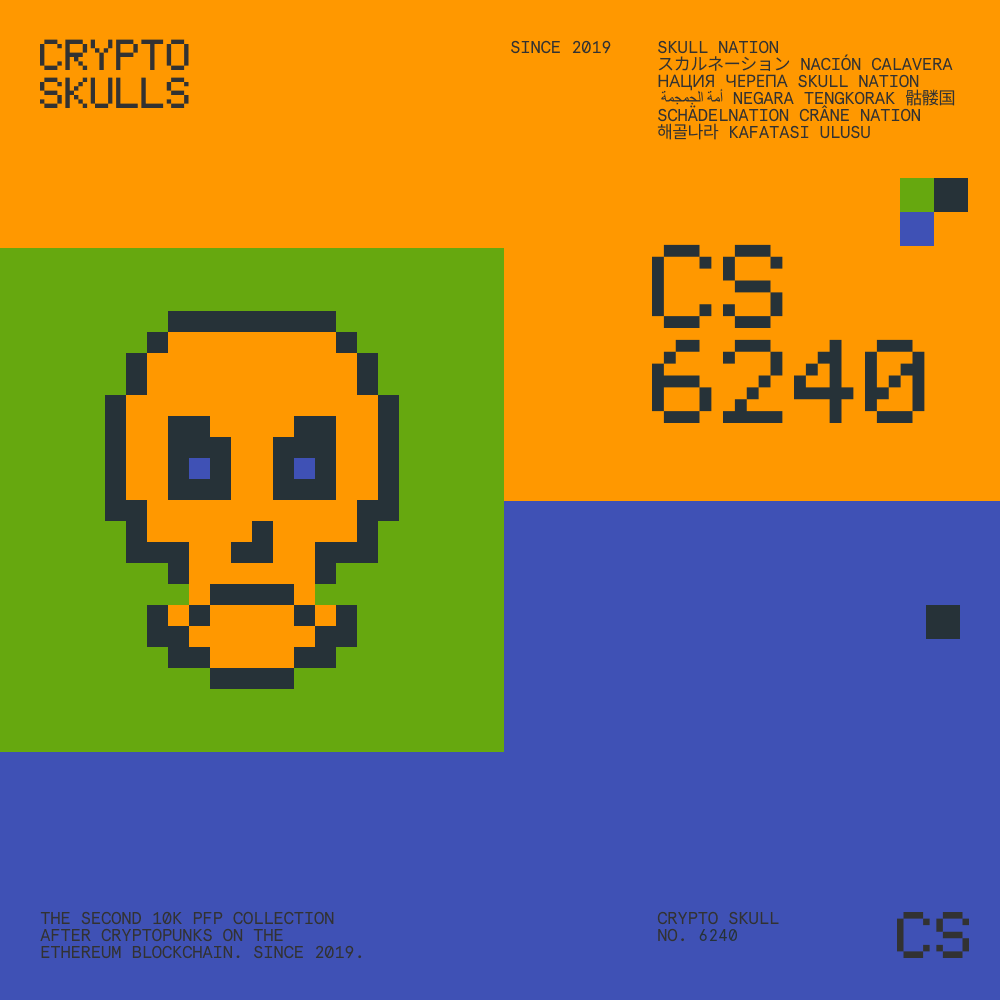 CRYPTO
SKULLS
SINCE 2019
SKULL NATION
スカルネーション NACIÓN CALAVERA
НАЦИЯ ЧЕРЕПА SKULL NATION
أمة الجمجمة NEGARA TENGKORAK 骷髅国
SCHÄDELNATION CRÂNE NATION
해골나라 KAFATASI ULUSU
CS
6240
THE SECOND 10K PFP COLLECTION
AFTER CRYPTOPUNKS ON THE
ETHEREUM BLOCKCHAIN. SINCE 2019.
CRYPTO SKULL
NO. 6240
CS